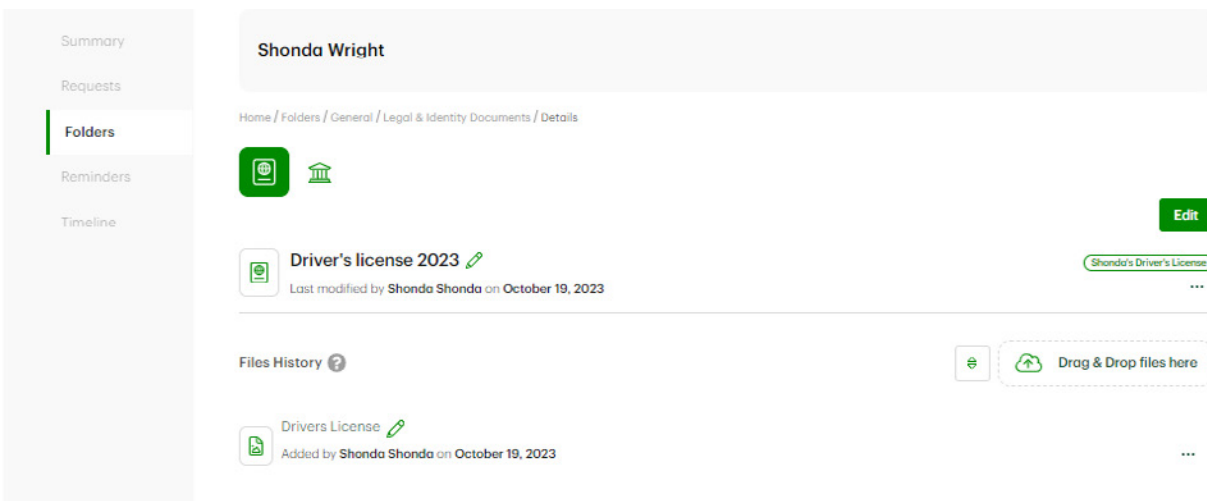 Summary
Requests
Folders
Reminders
Timeline
Shonda Wright
Home / Folders / General / Legal & Identity Documents / Details
Edit
Driver's license 2023
Shonda's Driver's License
Last modified by Shonda Shonda on October 19, 2023
...
Files History ?
Drag & Drop files here
Drivers License
Added by Shonda Shonda on October 19, 2023
...